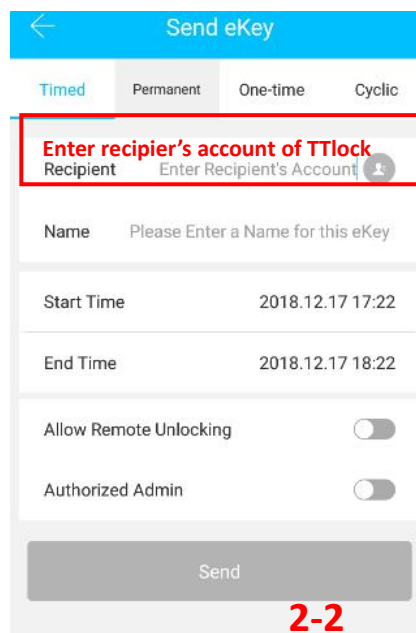 Send eKey
Timed Permanent One-time Cyclic
Enter recipier's account of TTlock
Recipient Enter Recipient's Account
Name Please Enter a Name for this eKey
Start Time 2018.12.17 17:22
End Time 2018.12.17 18:22
Allow Remote Unlocking
Authorized Admin
Send
2-2